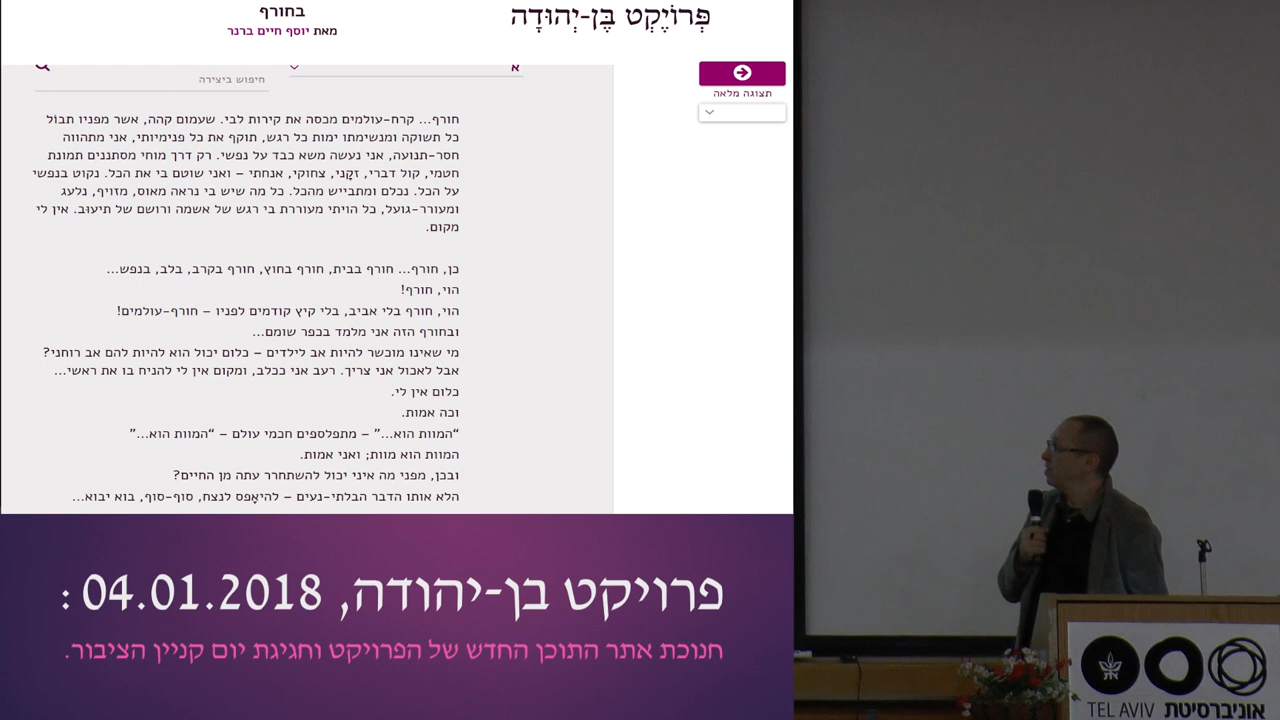 פְּרוֹיֶקְט בֶּן-יְהוּדָה
בחורף
מאת יוסף חיים ברנר
א
חיפוש ביצירה
תצוגה מלאה
חורף... קרח-עולמים מכסה את קירות לבי. שעמום קהה, אשר מפניו תבוֹל
כל תשוקה ומנשימתו ימות כל רגש, תוקף את כל פנימיותי, אני מתהווה
חסר-תנועה, אני נעשה משא כבד על נפשי. רק דרך מוחי מסתננים תמונת
חטמי, קול דברי, זקָני, צחוקי, אנחתי – ואני שוטם בי את הכל. נקוט בנפשי
על הכל. נכלם ומתבייש מהכל. כל מה שיש בי נראה מאוס, מזויף, נלעג
ומעורר-גועל, כל הויתי מעוררת בי רגש של אשמה ורושם של תיעוב. אין לי
מקום.
כן, חורף... חורף בבית, חורף בחוץ, חורף בקרב, בלב, בנפש...
הוי, חורף!
הוי, חורף בלי אביב, בלי קיץ קודמים לפניו – חורף-עולמים!
ובחורף הזה אני מלמד בכפר שומם...
מי שאינו מוכשר להיות אב לילדים – כלום יכול הוא להיות להם אב רוחני?
אבל לאכול אני צריך. רעב אני ככלב, ומקום אין לי להניח בו את ראשי...
כלום אין לי.
וכה אמות.
“המוות הוא...” – מתפלספים חכמי עולם – “המוות הוא...”
המוות הוא מוות; ואני אמות.
ובכן, מפני מה איני יכול להשתחרר עתה מן החיים?
הלא אותו הדבר הבלתי-נעים – להיאָפס לנצח, סוף-סוף, בוא יבוא...
פרויקט בן-יהודה, 04.01.2018 :
חנוכת אתר התוכן החדש של הפרויקט וחגיגת יום קניין הציבור.
אוניברסיטת
TEL AVIV